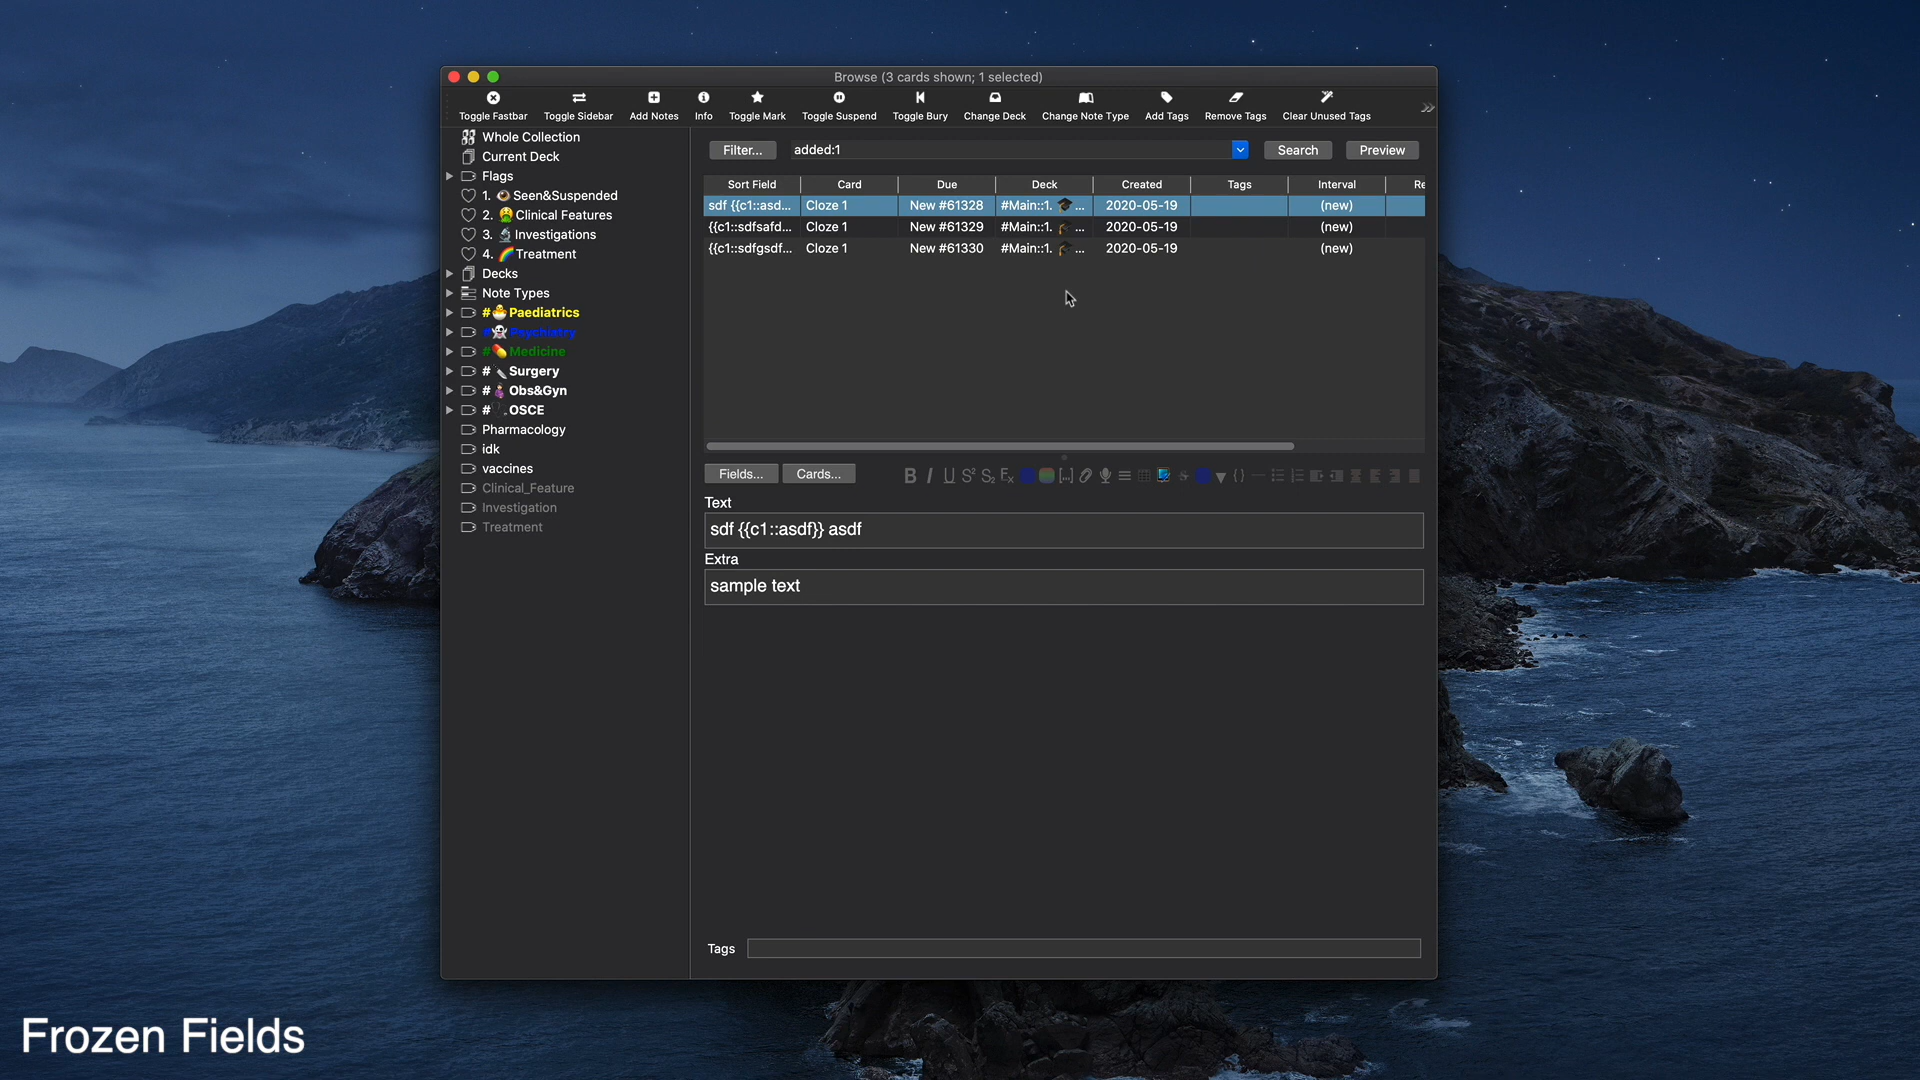 Browse (3 cards shown; 1 selected)
Toggle Fastbar Toggle Sidebar Add Notes Info Toggle Mark Toggle Suspend Toggle Bury Change Deck Change Note Type Add Tags Remove Tags Clear Unused Tags
Whole Collection
Current Deck
Flags
1. 👁️Seen&Suspended
2. 🤮Clinical Features
3. 🔬Investigations
4. 🌈Treatment
Decks
Note Types
#🐣Paediatrics
#👻Psychiatry
#💊Medicine
#🔪Surgery
#🤰Obs&Gyn
#🩺OSCE
Pharmacology
idk
vaccines
Clinical_Feature
Investigation
Treatment
Filter... added:1 Search Preview
Sort Field Card Due Deck Created Tags Interval Re
sdf {{c1::asd... Cloze 1 New #61328 #Main::1. 🎓... 2020-05-19 (new)
{{c1::sdfsafd... Cloze 1 New #61329 #Main::1. 🎓... 2020-05-19 (new)
{{c1::sdfgsdf... Cloze 1 New #61330 #Main::1. 🎓... 2020-05-19 (new)
Fields... Cards...
Text
sdf {{c1::asdf}} asdf
Extra
sample text
Tags
Frozen Fields